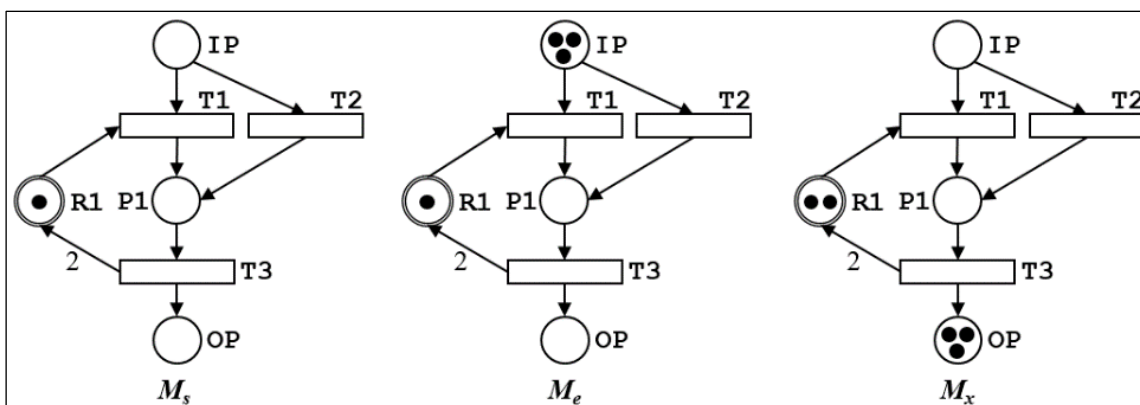 IP IP IP
T1 T2 T1 T2 T1 T2
R1 P1 R1 P1 R1 P1
2 T3 2 T3 2 T3
OP OP OP
Ms Me Mx